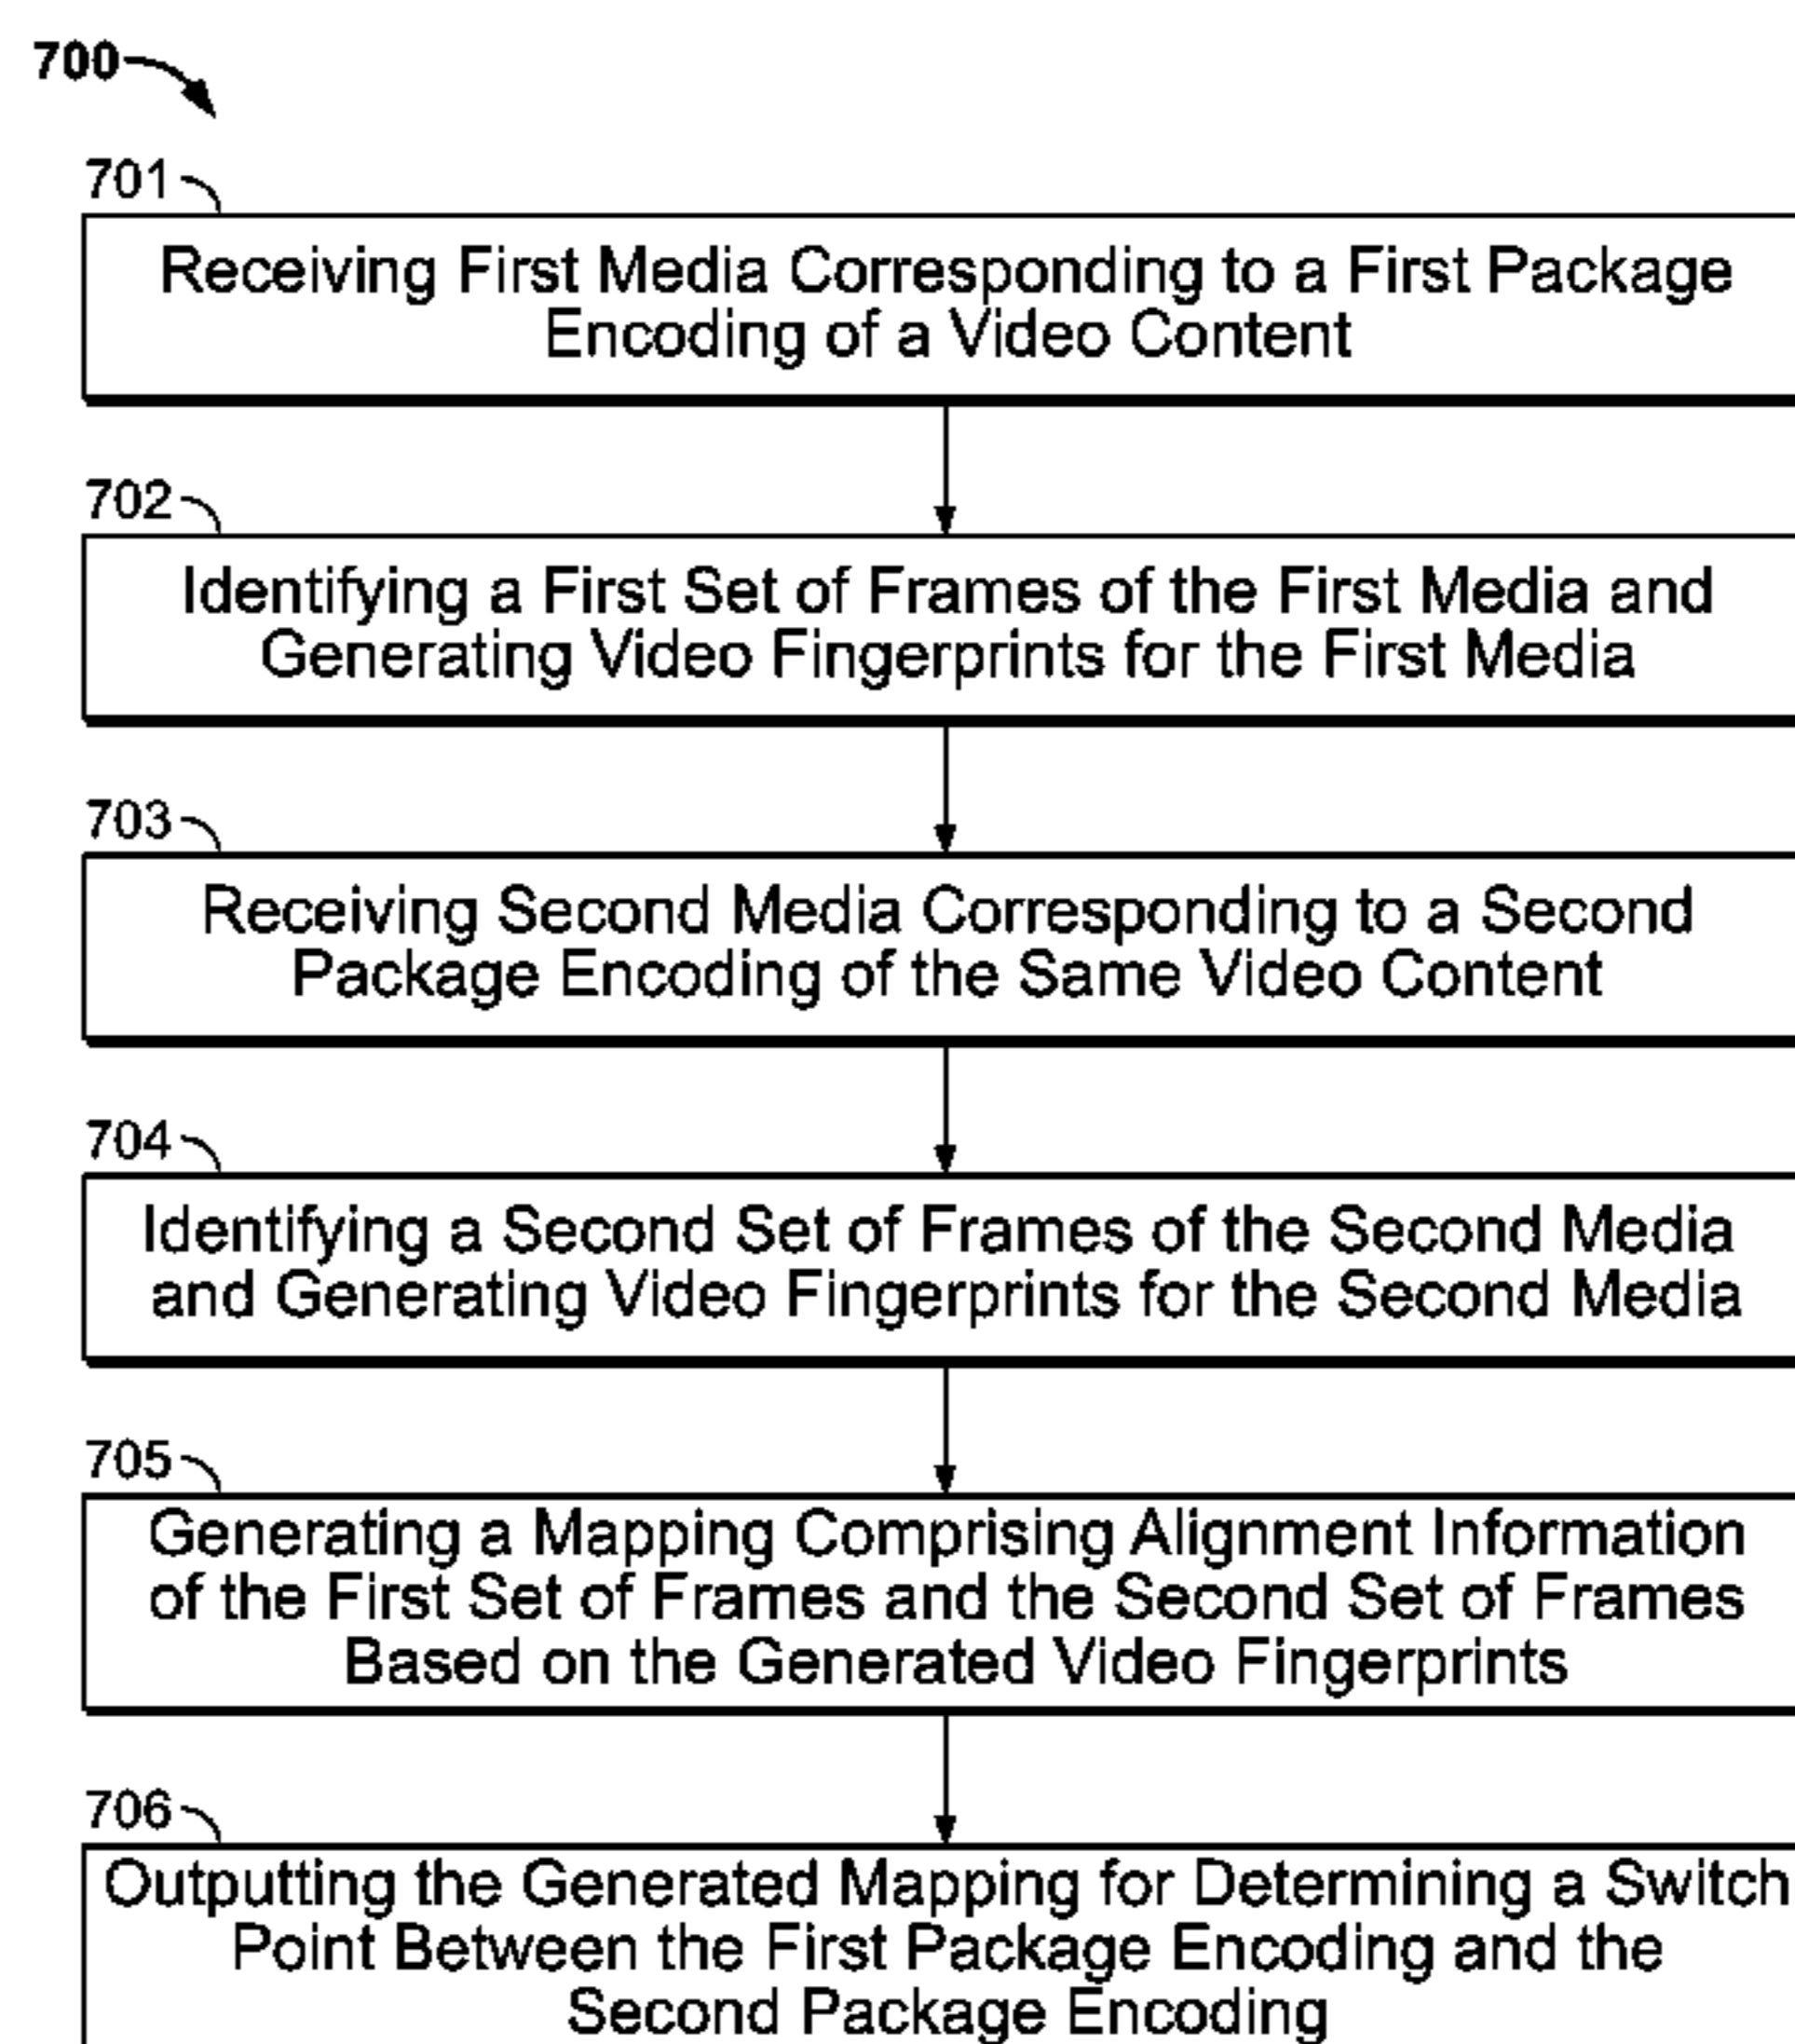 700
701
Receiving First Media Corresponding to a First Package
Encoding of a Video Content
702
Identifying a First Set of Frames of the First Media and
Generating Video Fingerprints for the First Media
703
Receiving Second Media Corresponding to a Second
Package Encoding of the Same Video Content
704
Identifying a Second Set of Frames of the Second Media
and Generating Video Fingerprints for the Second Media
705
Generating a Mapping Comprising Alignment Information
of the First Set of Frames and the Second Set of Frames
Based on the Generated Video Fingerprints
706
Outputting the Generated Mapping for Determining a Switch
Point Between the First Package Encoding and the
Second Package Encoding